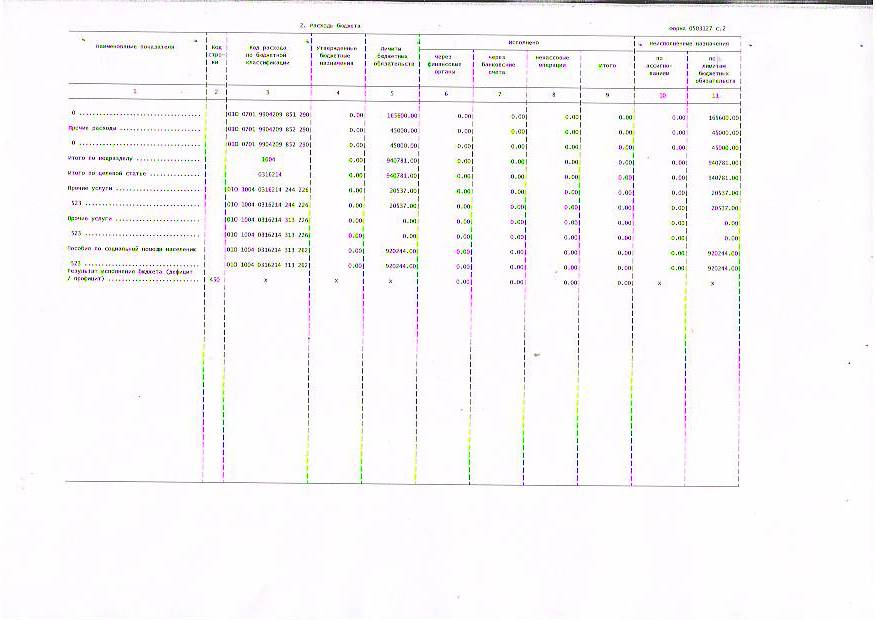 2. Расходы бюджета форма 0503127 с.2
Наименование показателя | Код стро-ки | Код расхода по бюджетной классификации | Утвержденные бюджетные назначения | Лимиты бюджетных обязательств | Исполнено | Неисполненные назначения
через финансовые органы | через банковские счета | некассовые операции | итого | по ассигно-ваниям | по лимитам бюджетных обязательств
1 2 3 4 5 6 7 8 9 10 11
0 010 0701 9904209 851 290 0.00 165600.00 0.00 0.00 0.00 0.00 0.00 165600.00
Прочие расходы 010 0701 9904209 852 290 0.00 45000.00 0.00 0.00 0.00 0.00 0.00 45000.00
0 010 0701 9904209 852 290 0.00 45000.00 0.00 0.00 0.00 0.00 0.00 45000.00
Итого по подразделу 1004 0.00 940781.00 0.00 0.00 0.00 0.00 0.00 940781.00
Итого по целевой статье 0316214 0.00 940781.00 0.00 0.00 0.00 0.00 0.00 940781.00
Прочие услуги 010 1004 0316214 244 226 0.00 20537.00 0.00 0.00 0.00 0.00 0.00 20537.00
523 010 1004 0316214 244 226 0.00 20537.00 0.00 0.00 0.00 0.00 0.00 20537.00
Прочие услуги 010 1004 0316214 313 226 0.00 0.00 0.00 0.00 0.00 0.00 0.00 0.00
523 010 1004 0316214 313 226 0.00 0.00 0.00 0.00 0.00 0.00 0.00 0.00
Пособия по социальной помощи населению 010 1004 0316214 313 262 0.00 920244.00 0.00 0.00 0.00 0.00 0.00 920244.00
523 010 1004 0316214 313 262 0.00 920244.00 0.00 0.00 0.00 0.00 0.00 920244.00
Результат исполнения бюджета (дефицит
/ профицит) 450 х х х 0.00 0.00 0.00 0.00 х х